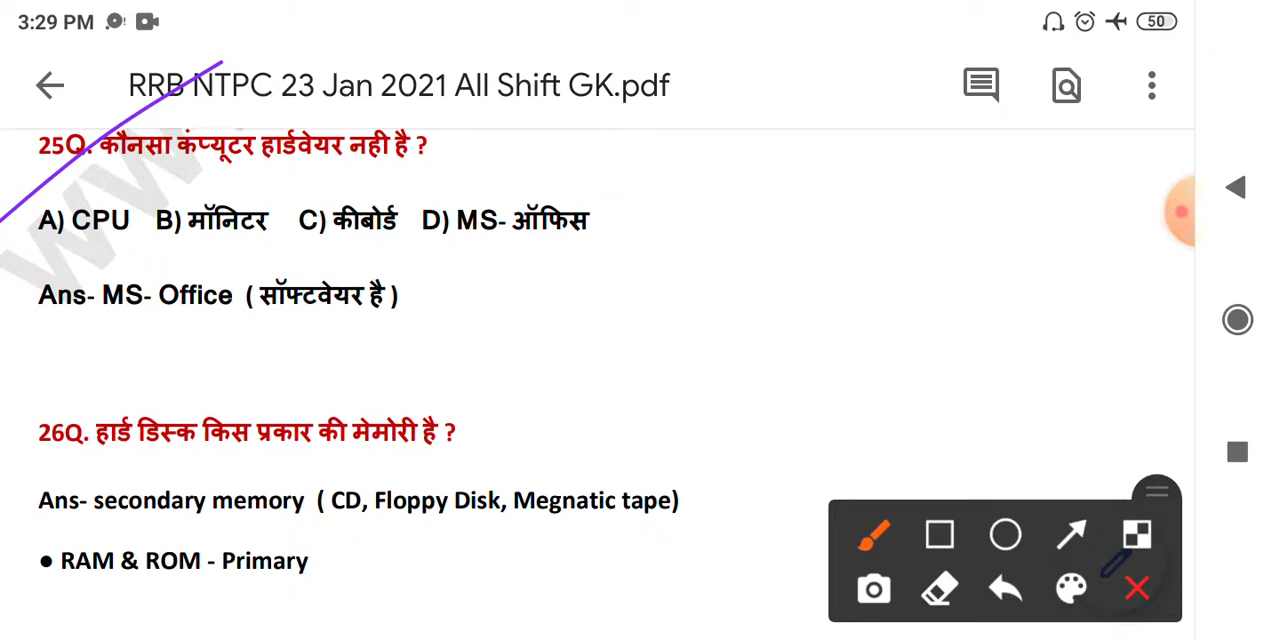 3:29 PM
50
RRB NTPC 23 Jan 2021 All Shift GK.pdf
25Q. कौनसा कंप्यूटर हार्डवेयर नही है ?
A) CPU B) मॉनिटर C) कीबोर्ड D) MS- ऑफिस
Ans- MS- Office ( सॉफ्टवेयर है )
26Q. हार्ड डिस्क किस प्रकार की मेमोरी है ?
Ans- secondary memory ( CD, Floppy Disk, Megnatic tape)
● RAM & ROM - Primary